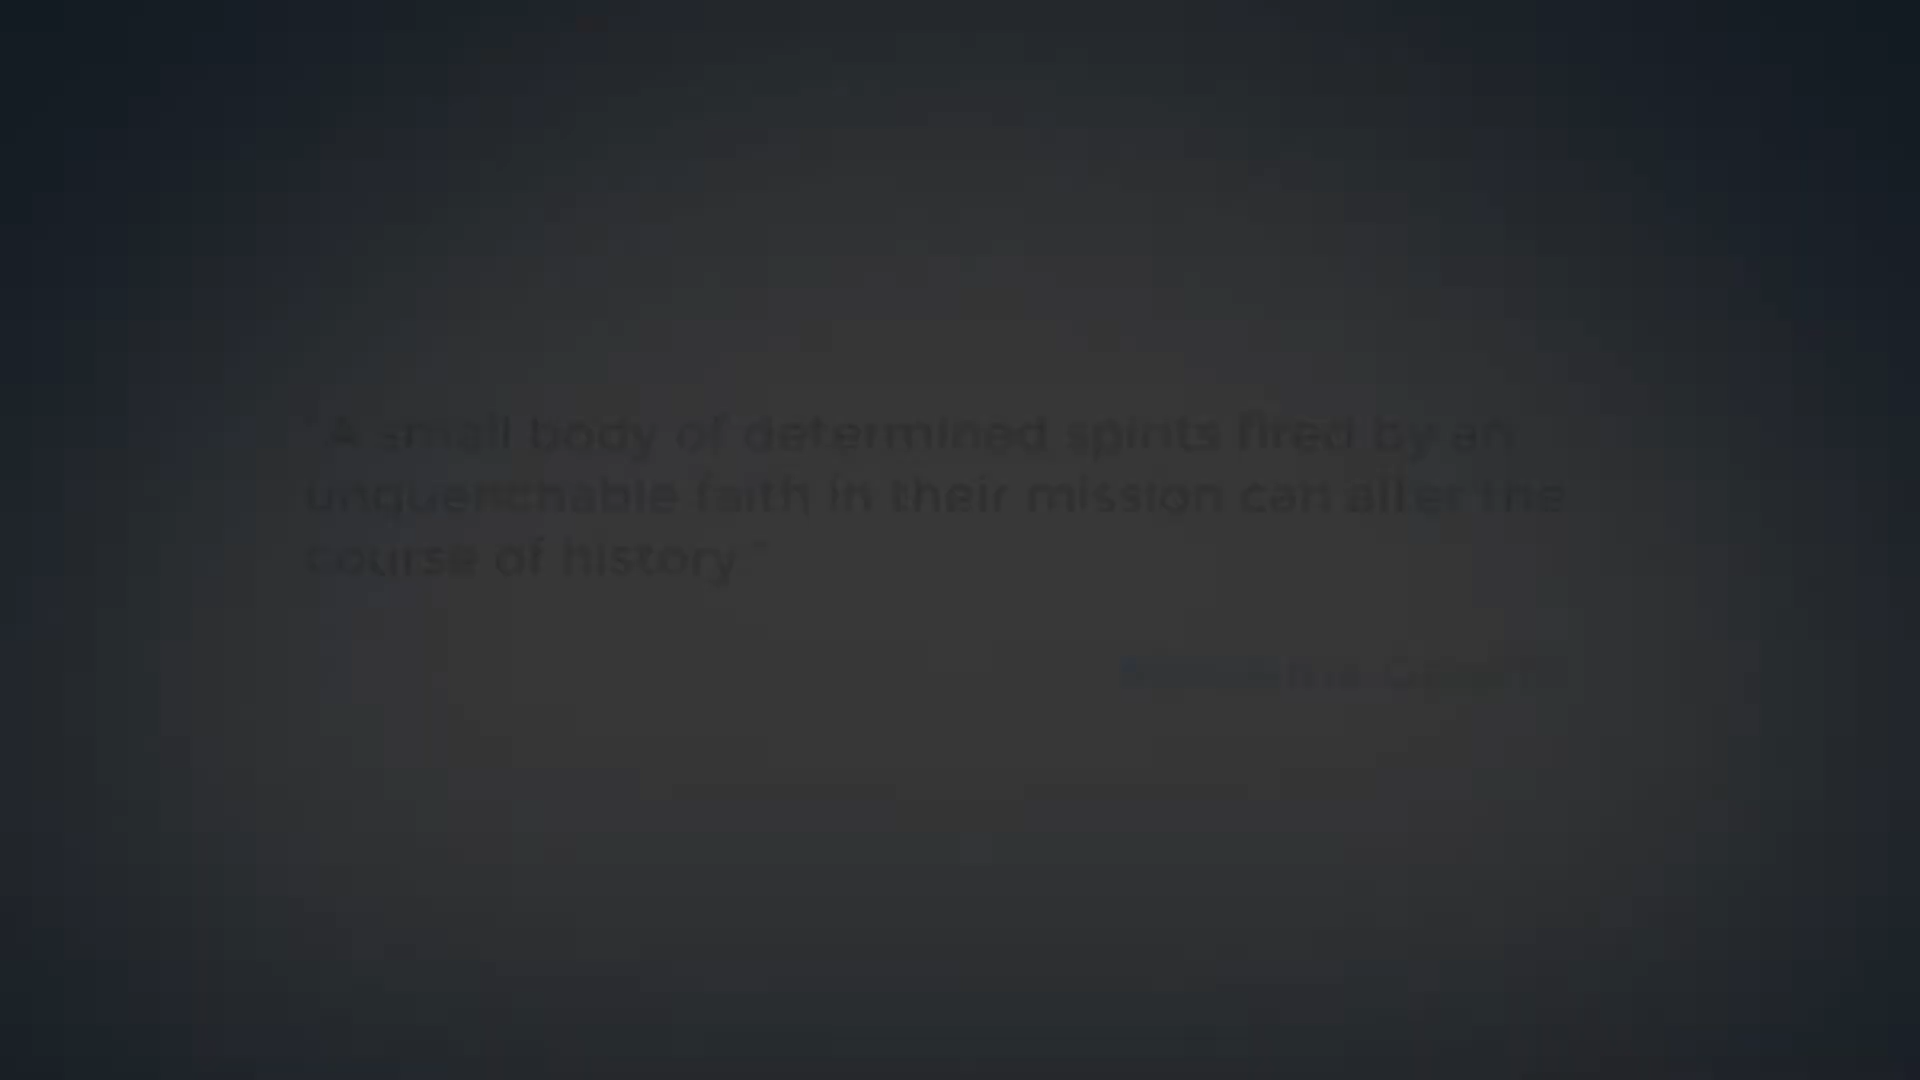 "A small body of determined spirits fired by an
unquenchable faith in their mission can alter the
course of history."